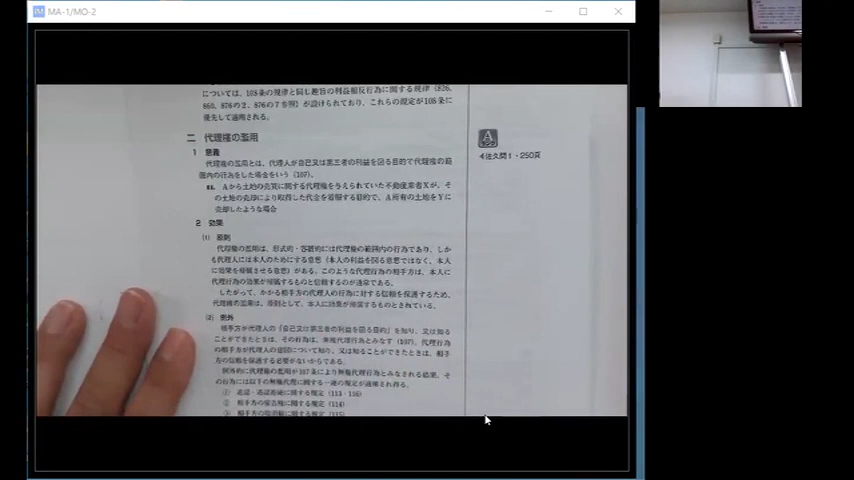 MA-1/MO-2
については、108条の規律と同じ趣旨の利益相反行為に関する規律（826、
860、876の2、876の7参照）が設けられており、これらの規定が108条に
優先して適用される。
二 代理権の濫用
1 意義
代理権の濫用とは、代理人が自己又は第三者の利益を図る目的で代理権の範
囲内の行為をした場合をいう（107）。
Aから土地の売買に関する代理権を与えられていた不動産業者Xが、そ
の土地の売却により取得した代金を着服する目的で、A所有の土地をYに
売却したような場合
A
4佐久間1・250頁
2 効果
(1) 原則
代理権の濫用は、形式的・客観的には代理権の範囲内の行為であり、しか
も代理人には本人のためにする意思（本人の利益を図る意思ではなく、本人
に効果を帰属させる意思）がある。このような代理行為の相手方は、本人に
代理行為の効果が帰属するものと信頼するのが通常である。
したがって、かかる相手方の代理人の行為に対する信頼を保護するため、
代理権の濫用は、原則として、本人に効果が帰属するものとされている。
(2) 例外
相手方が代理人の「自己又は第三者の利益を図る目的」を知り、又は知る
ことができたときは、その行為は、無権代理行為とみなす（107）。代理行為
の相手方が代理人の意図について知り、又は知ることができたときは、相手
方の信頼を保護する必要がないからである。
例外的に代理権の濫用が107条により無権代理行為とみなされる結果、そ
の行為には以下の無権代理に関する一連の規定が適用され得る。
① 追認・追認拒絶に関する規定（113・116）
② 相手方の催告権に関する規定（114）
③ 相手方の取消権に関する規定（115）